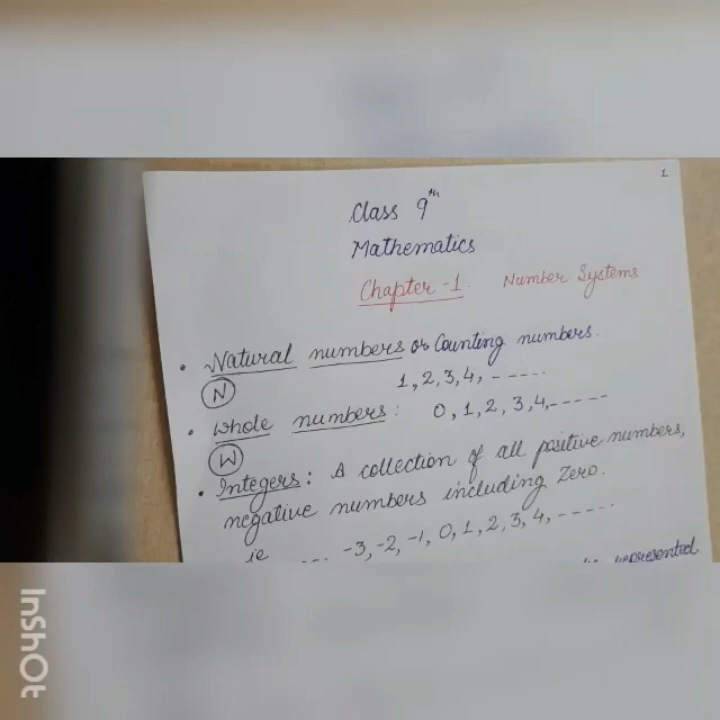 1
Class 9th
Mathematics
Chapter-1. Number Systems
• Natural numbers or Counting numbers.
N
1, 2, 3, 4, -----
• Whole numbers: 0, 1, 2, 3, 4, -----
W
• Integers: A collection of all positive numbers,
negative numbers including Zero.
ie ... -3, -2, -1, 0, 1, 2, 3, 4, -----
represented
InShOt